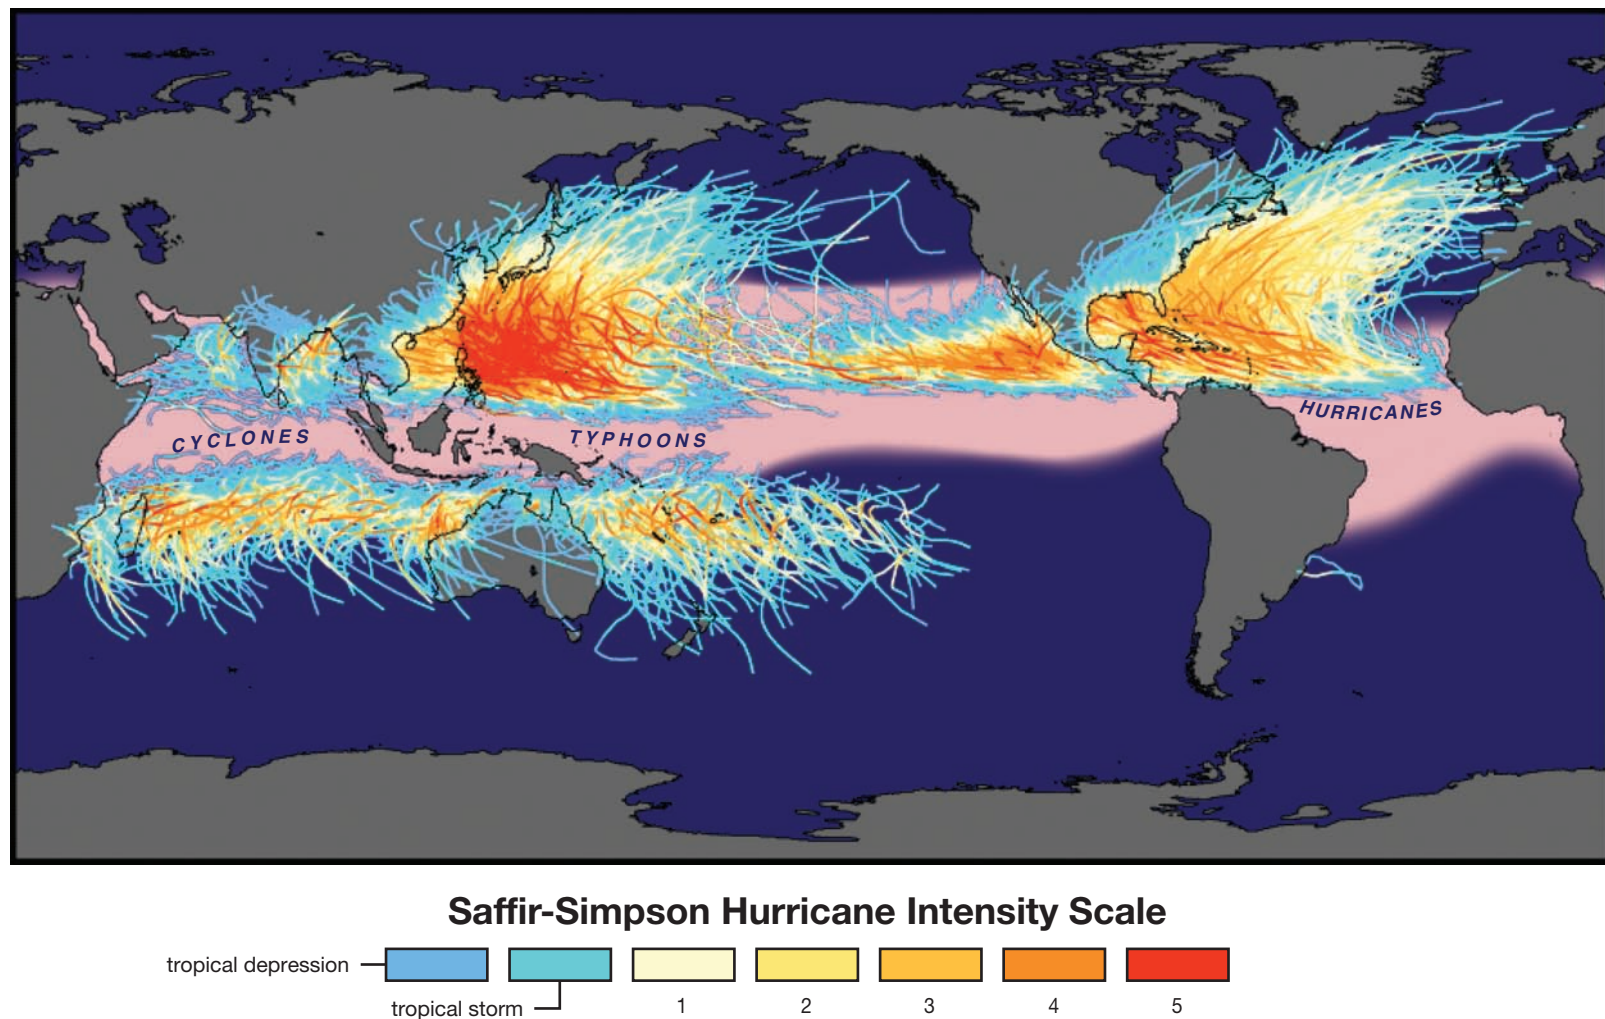 CYCLONES
TYPHOONS
HURRICANES
Saffir-Simpson Hurricane Intensity Scale
tropical depression
tropical storm
1 2 3 4 5